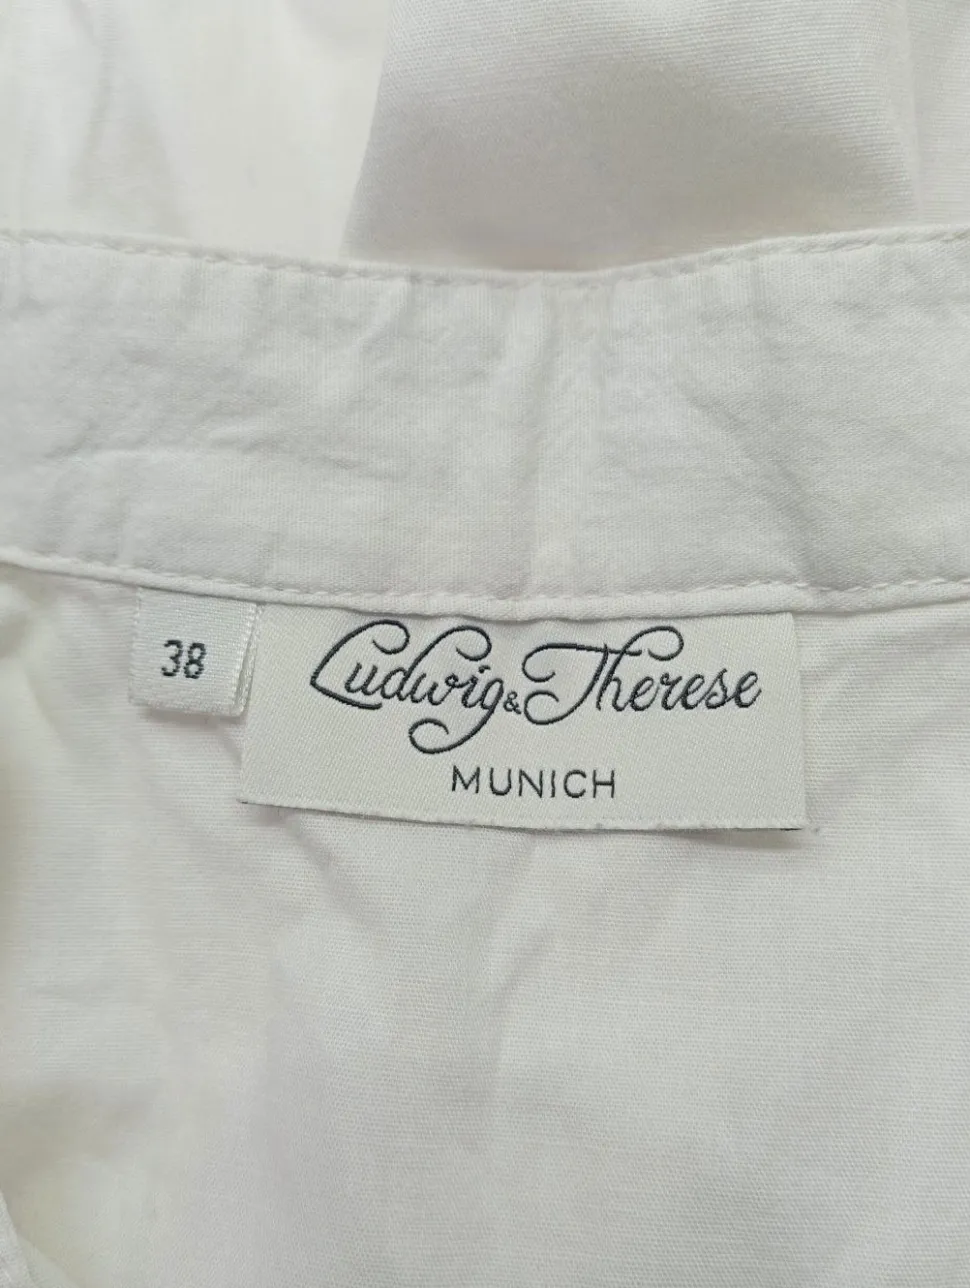 38
Ludwig & Therese
MUNICH